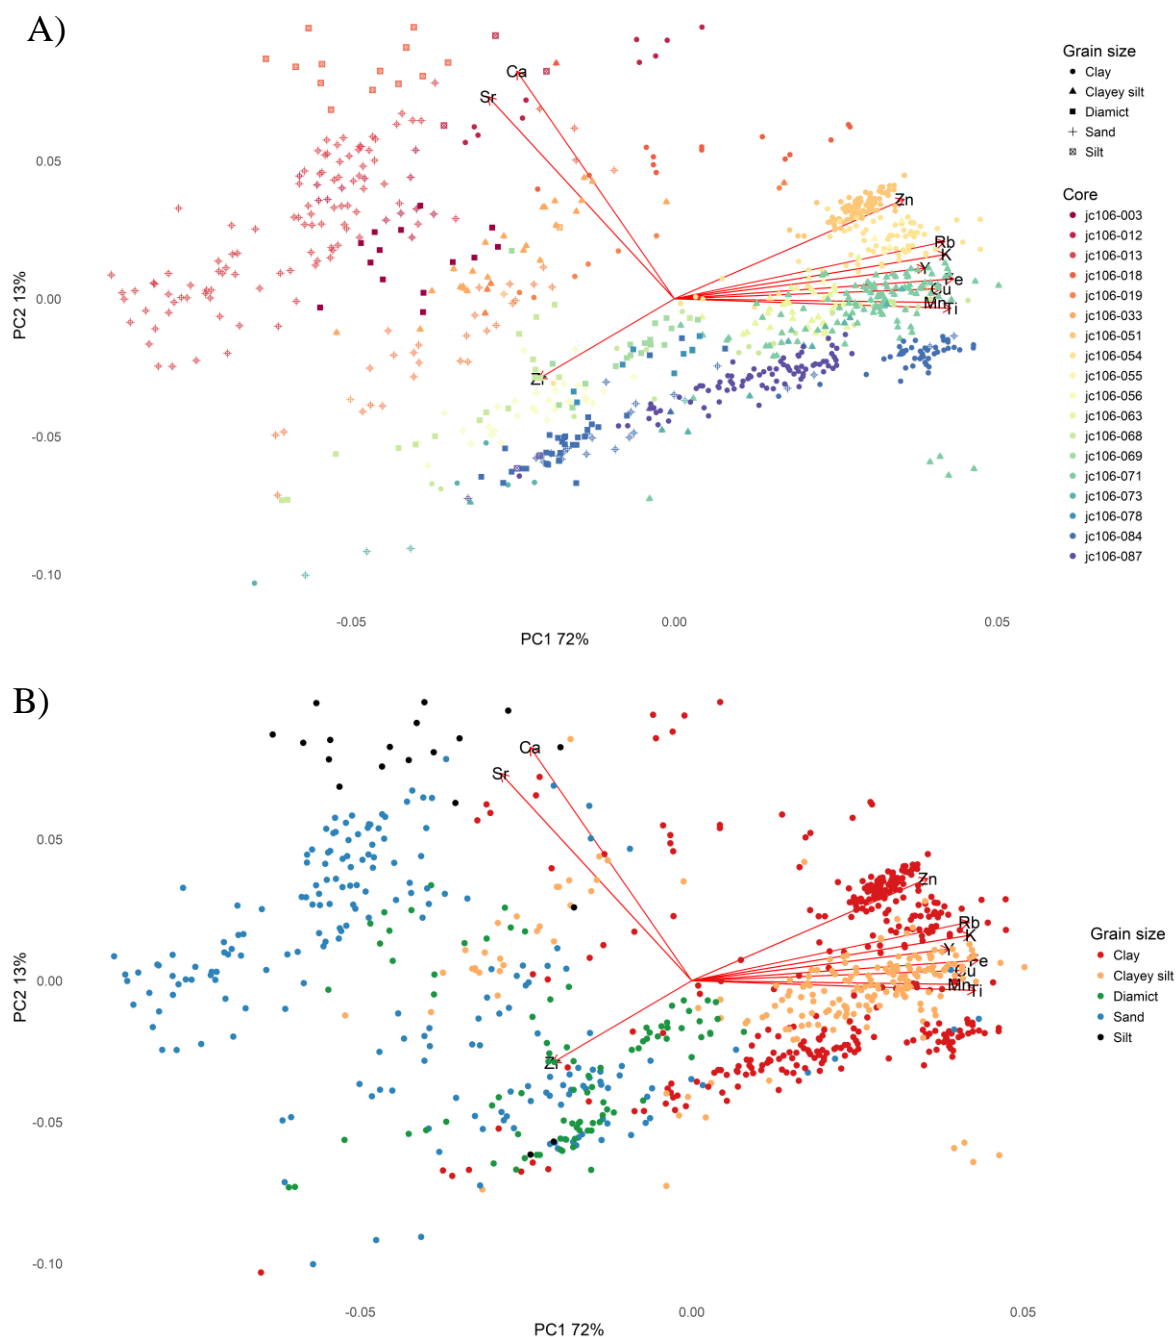 A)
Ca
Sr
Zn
Rb
K
Y
Fe
Cu
Mn
Ti
Zr
0.05
0.00
-0.05
-0.10
PC2 13%
-0.05
0.00
0.05
PC1 72%
Grain size
Clay
Clayey silt
Diamict
Sand
Silt
Core
jc106-003
jc106-012
jc106-013
jc106-018
jc106-019
jc106-033
jc106-051
jc106-054
jc106-055
jc106-056
jc106-063
jc106-068
jc106-069
jc106-071
jc106-073
jc106-078
jc106-084
jc106-087
B)
Ca
Sr
Zn
Rb
K
Y
Fe
Cu
Mn
Ti
Zr
0.05
0.00
-0.05
-0.10
PC2 13%
-0.05
0.00
0.05
PC1 72%
Grain size
Clay
Clayey silt
Diamict
Sand
Silt